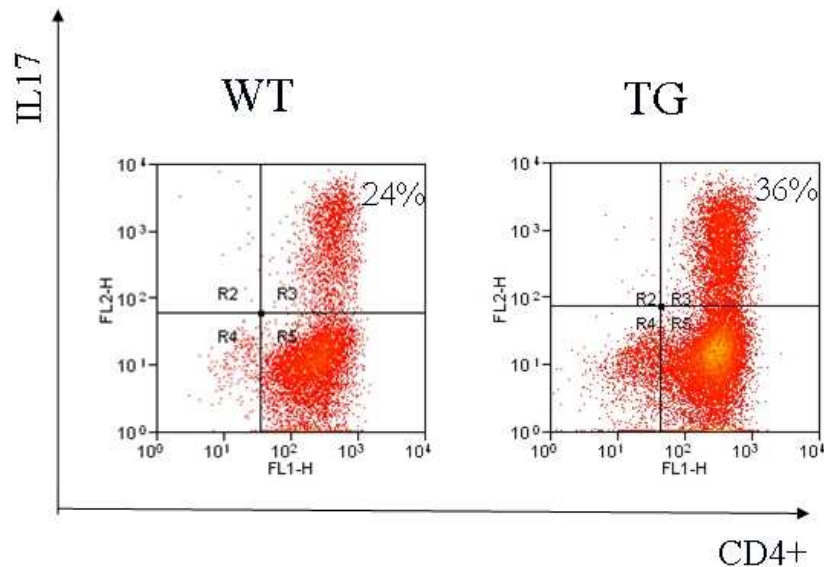 IL17
WT
TG
10⁴
10³
10²
10¹
10⁰
FL2-H
24%
R2
R3
R4
R5
10⁰ 10¹ 10² 10³ 10⁴
FL1-H
10⁴
10³
10²
10¹
10⁰
FL2-H
36%
R2
R3
R4
R5
10⁰ 10¹ 10² 10³ 10⁴
FL1-H
CD4+